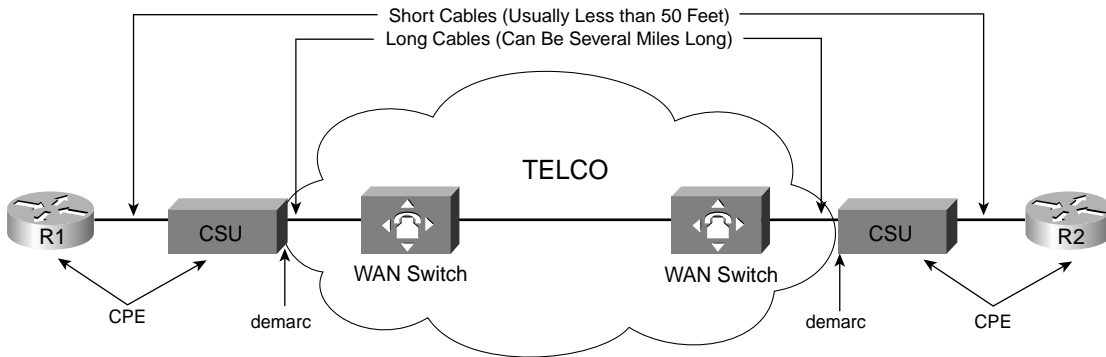 Short Cables (Usually Less than 50 Feet)
Long Cables (Can Be Several Miles Long)
TELCO
R1
CSU
CSU
R2
WAN Switch
WAN Switch
CPE
demarc
demarc
CPE